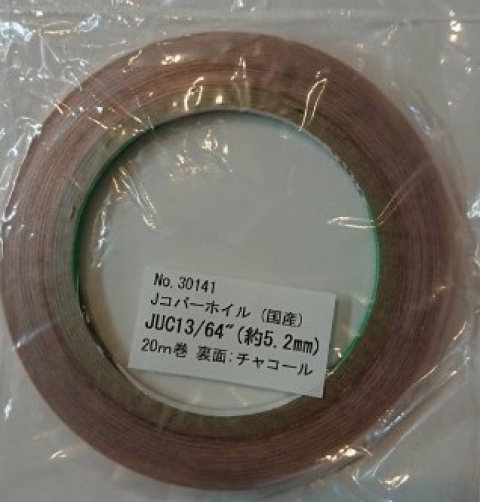 No.30141
Jコパーホイル (国産)
JUC13/64"(約5.2mm)
20m巻 裏面:チャコール